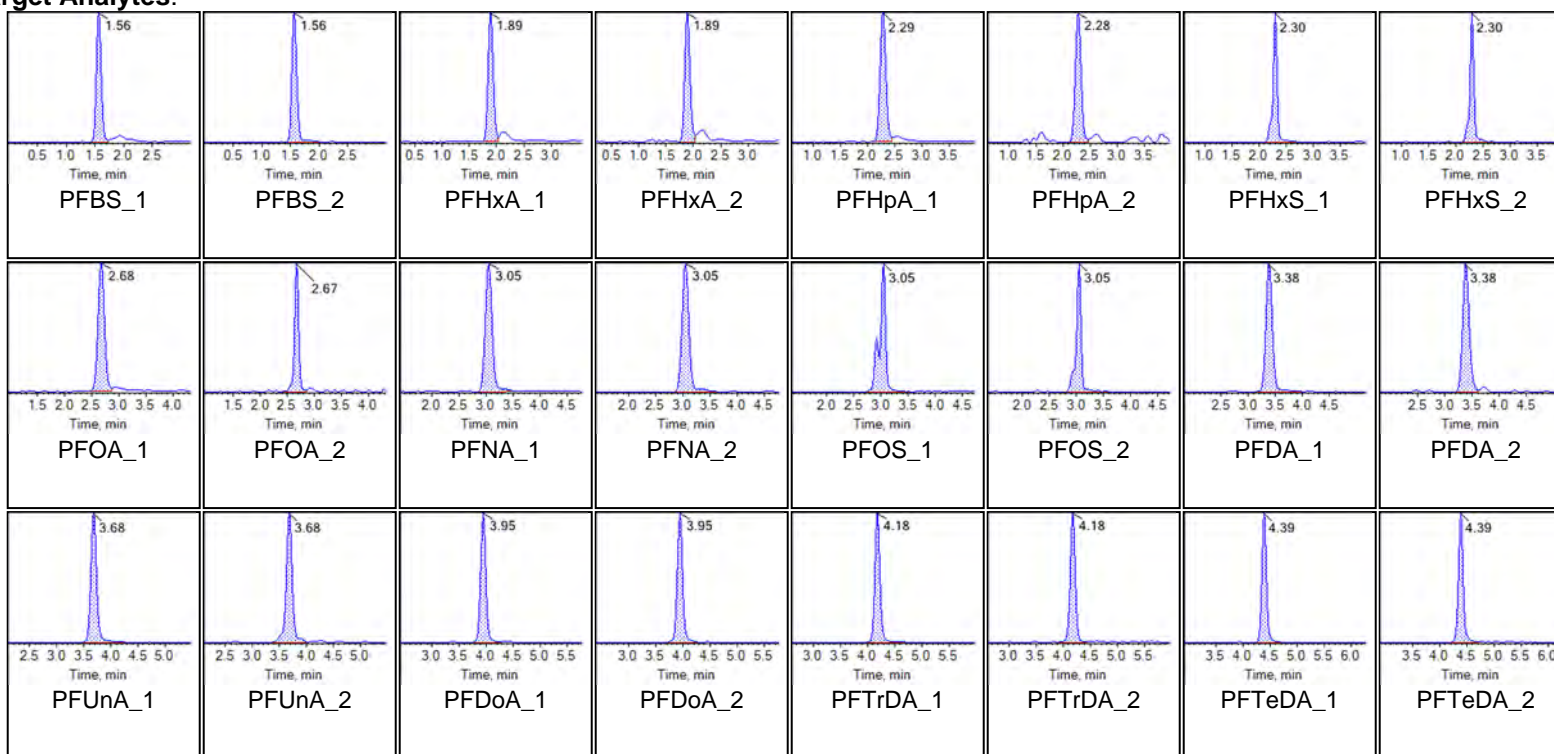 rget Analytes:
1.56 1.56 1.89 1.89 2.29 2.28 2.30 2.30
0.5 1.0 1.5 2.0 2.5 0.5 1.0 1.5 2.0 2.5 0.5 1.0 1.5 2.0 2.5 3.0 0.5 1.0 1.5 2.0 2.5 3.0 1.0 1.5 2.0 2.5 3.0 3.5 1.0 1.5 2.0 2.5 3.0 3.5 1.0 1.5 2.0 2.5 3.0 3.5 1.0 1.5 2.0 2.5 3.0 3.5
Time, min Time, min Time, min Time, min Time, min Time, min Time, min Time, min
PFBS_1 PFBS_2 PFHxA_1 PFHxA_2 PFHpA_1 PFHpA_2 PFHxS_1 PFHxS_2
2.68 2.67 3.05 3.05 3.05 3.05 3.38 3.38
1.5 2.0 2.5 3.0 3.5 4.0 1.5 2.0 2.5 3.0 3.5 4.0 2.0 2.5 3.0 3.5 4.0 4.5 2.0 2.5 3.0 3.5 4.0 4.5 2.0 2.5 3.0 3.5 4.0 4.5 2.0 2.5 3.0 3.5 4.0 4.5 2.5 3.0 3.5 4.0 4.5 2.5 3.0 3.5 4.0 4.5
Time, min Time, min Time, min Time, min Time, min Time, min Time, min Time, min
PFOA_1 PFOA_2 PFNA_1 PFNA_2 PFOS_1 PFOS_2 PFDA_1 PFDA_2
3.68 3.68 3.95 3.95 4.18 4.18 4.39 4.39
2.5 3.0 3.5 4.0 4.5 5.0 2.5 3.0 3.5 4.0 4.5 5.0 3.0 3.5 4.0 4.5 5.0 5.5 3.0 3.5 4.0 4.5 5.0 5.5 3.0 3.5 4.0 4.5 5.0 5.5 3.0 3.5 4.0 4.5 5.0 5.5 3.5 4.0 4.5 5.0 5.5 6.0 3.5 4.0 4.5 5.0 5.5 6.0
Time, min Time, min Time, min Time, min Time, min Time, min Time, min Time, min
PFUnA_1 PFUnA_2 PFDoA_1 PFDoA_2 PFTrDA_1 PFTrDA_2 PFTeDA_1 PFTeDA_2